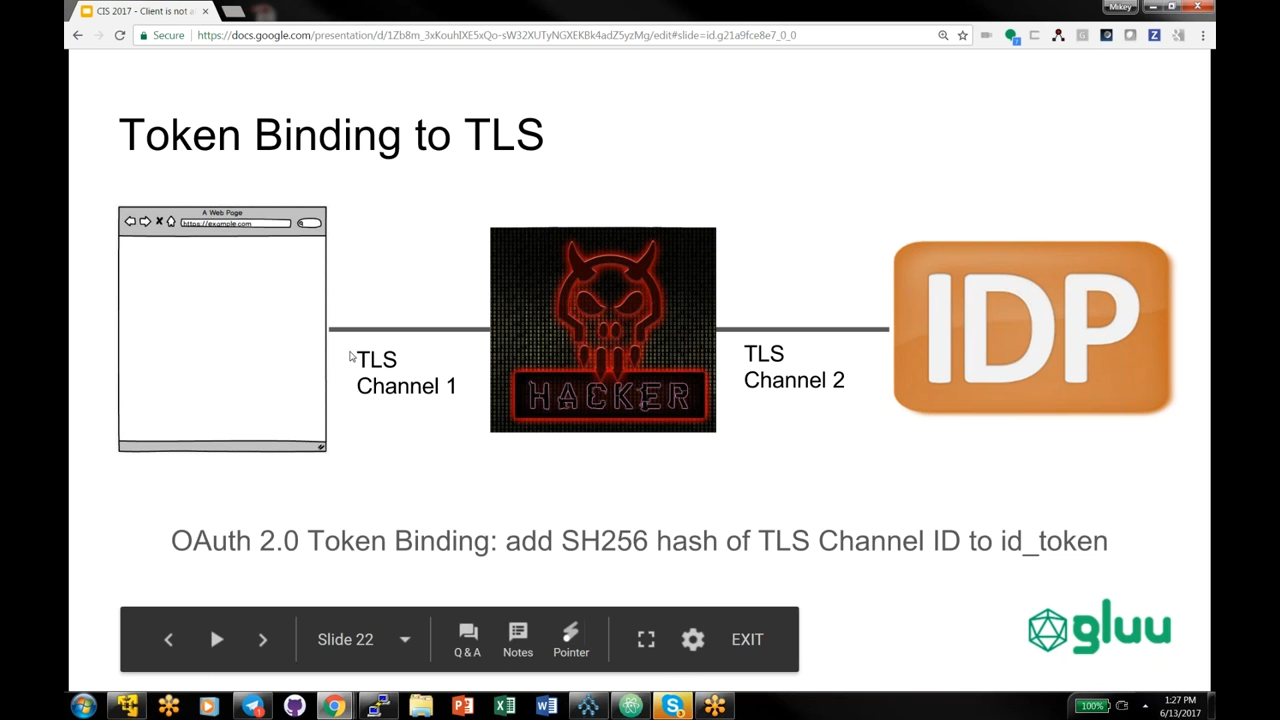 CIS 2017 - Client is not a
Mikey
Secure
https://docs.google.com/presentation/d/1Zb8m_3xKouhIXE5xQo-sW32XUTyNGXEKBk4adZ5yzMg/edit#slide=id.g21a9fce8e7_0_0
Token Binding to TLS
A Web Page
https://example.com
HACKER
IDP
TLS
Channel 1
TLS
Channel 2
OAuth 2.0 Token Binding: add SH256 hash of TLS Channel ID to id_token
gluu
Slide 22
Q & A
Notes
Pointer
EXIT
100%
1:27 PM
6/13/2017